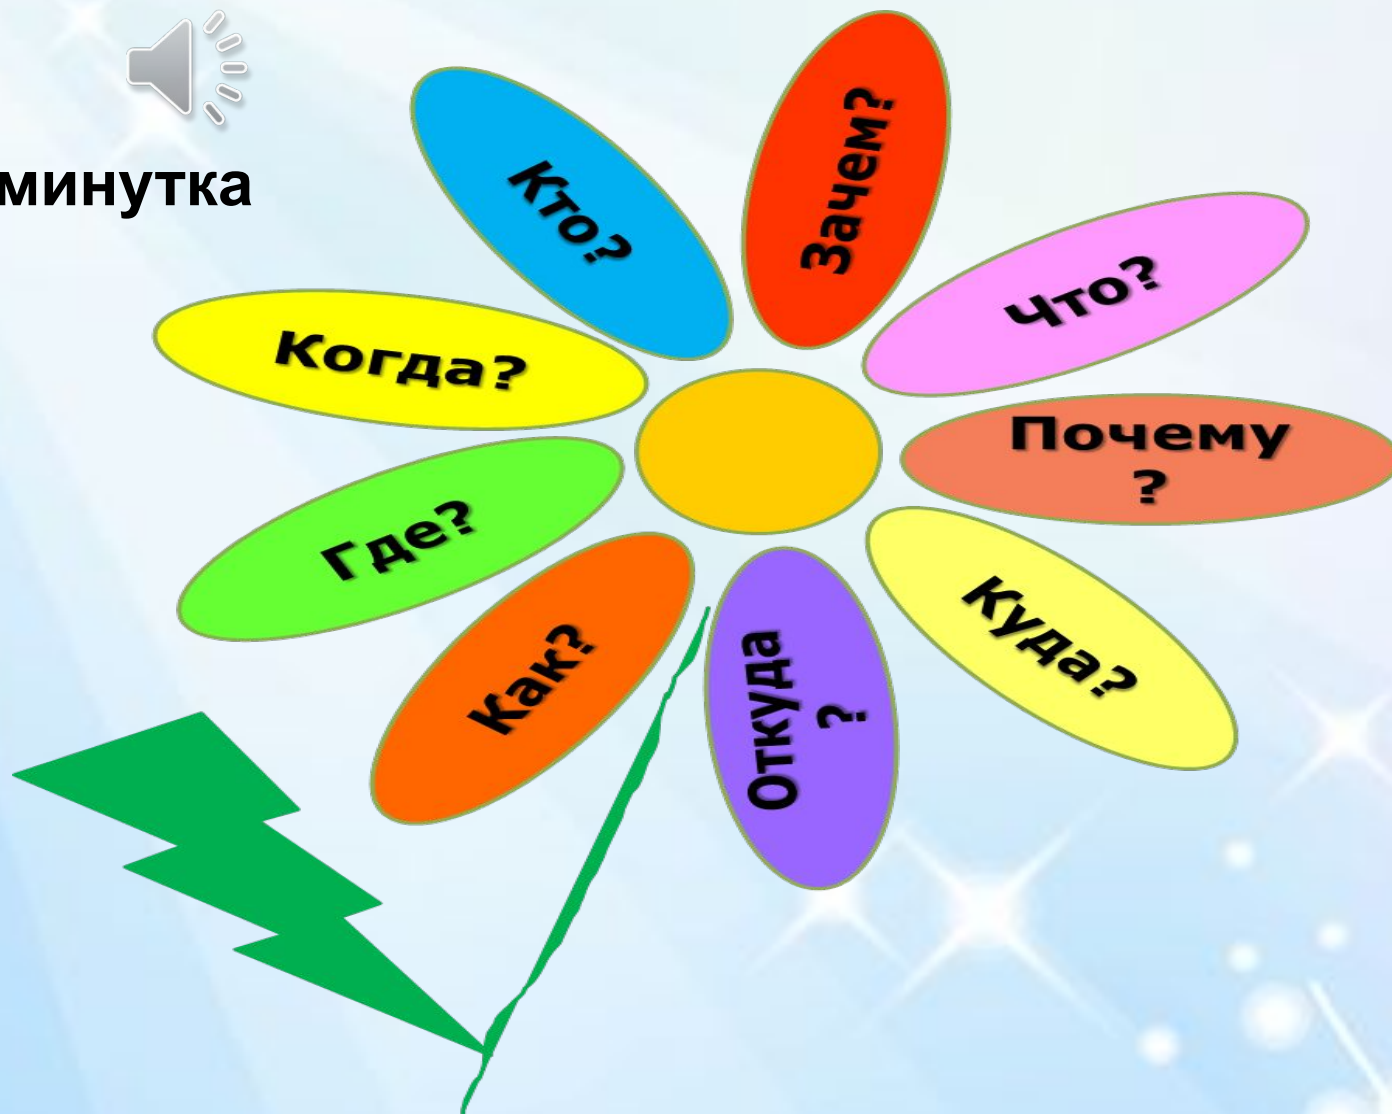 минутка
Зачем?
Кто?
Что?
Когда?
Почему
?
Где?
Куда?
Как?
Откуда
?